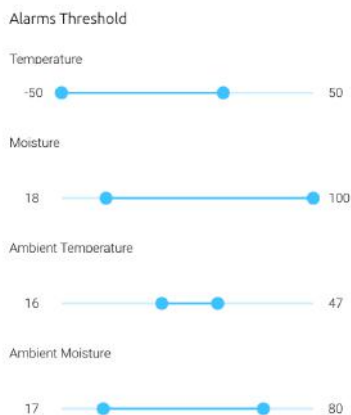 Alarms Threshold
Temperature
-50 50
Moisture
18 100
Ambient Temperature
16 47
Ambient Moisture
17 80